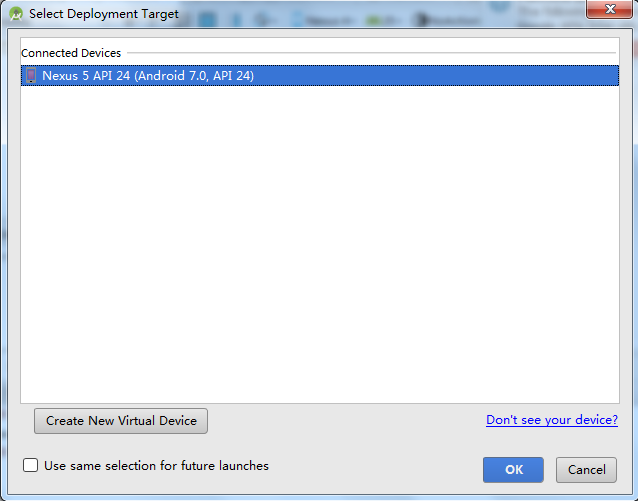 Select Deployment Target
Connected Devices
Nexus 5 API 24 (Android 7.0, API 24)
Create New Virtual Device
Don't see your device?
Use same selection for future launches
OK
Cancel